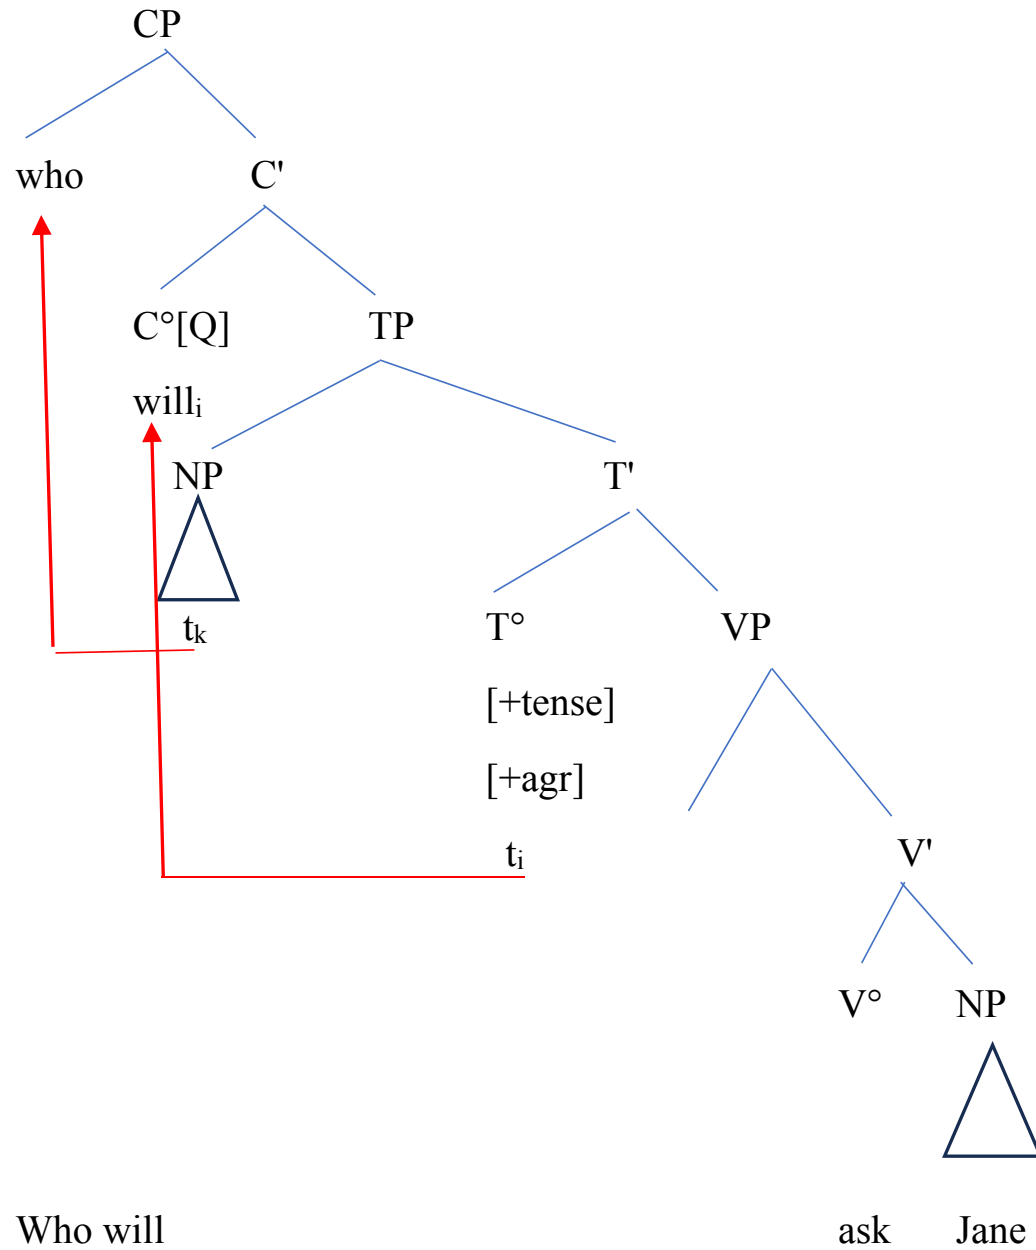 CP
who C'
C°[Q] TP
willᵢ
NP T'
tₖ T° VP
[+tense]
[+agr]
tᵢ V'
V° NP
Who will ask Jane